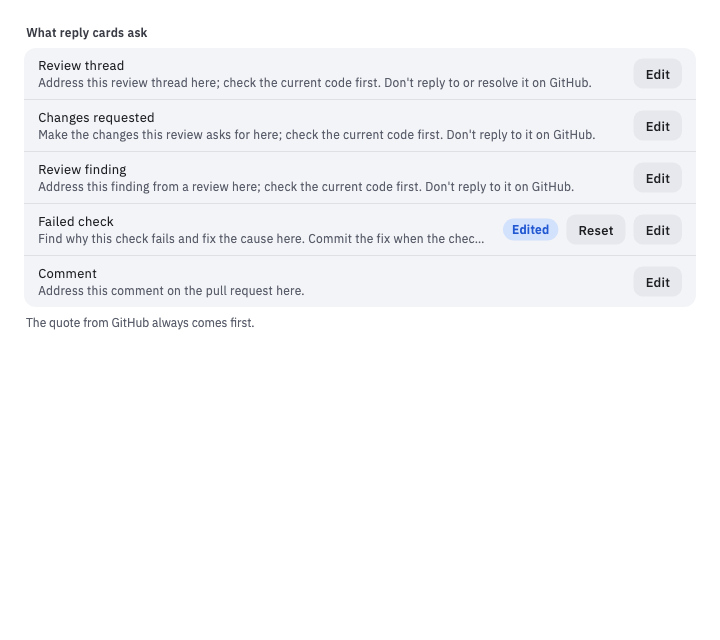 What reply cards ask
Review thread
Address this review thread here; check the current code first. Don't reply to or resolve it on GitHub.
Edit
Changes requested
Make the changes this review asks for here; check the current code first. Don't reply to it on GitHub.
Edit
Review finding
Address this finding from a review here; check the current code first. Don't reply to it on GitHub.
Edit
Failed check
Find why this check fails and fix the cause here. Commit the fix when the chec...
Edited
Reset
Edit
Comment
Address this comment on the pull request here.
Edit
The quote from GitHub always comes first.